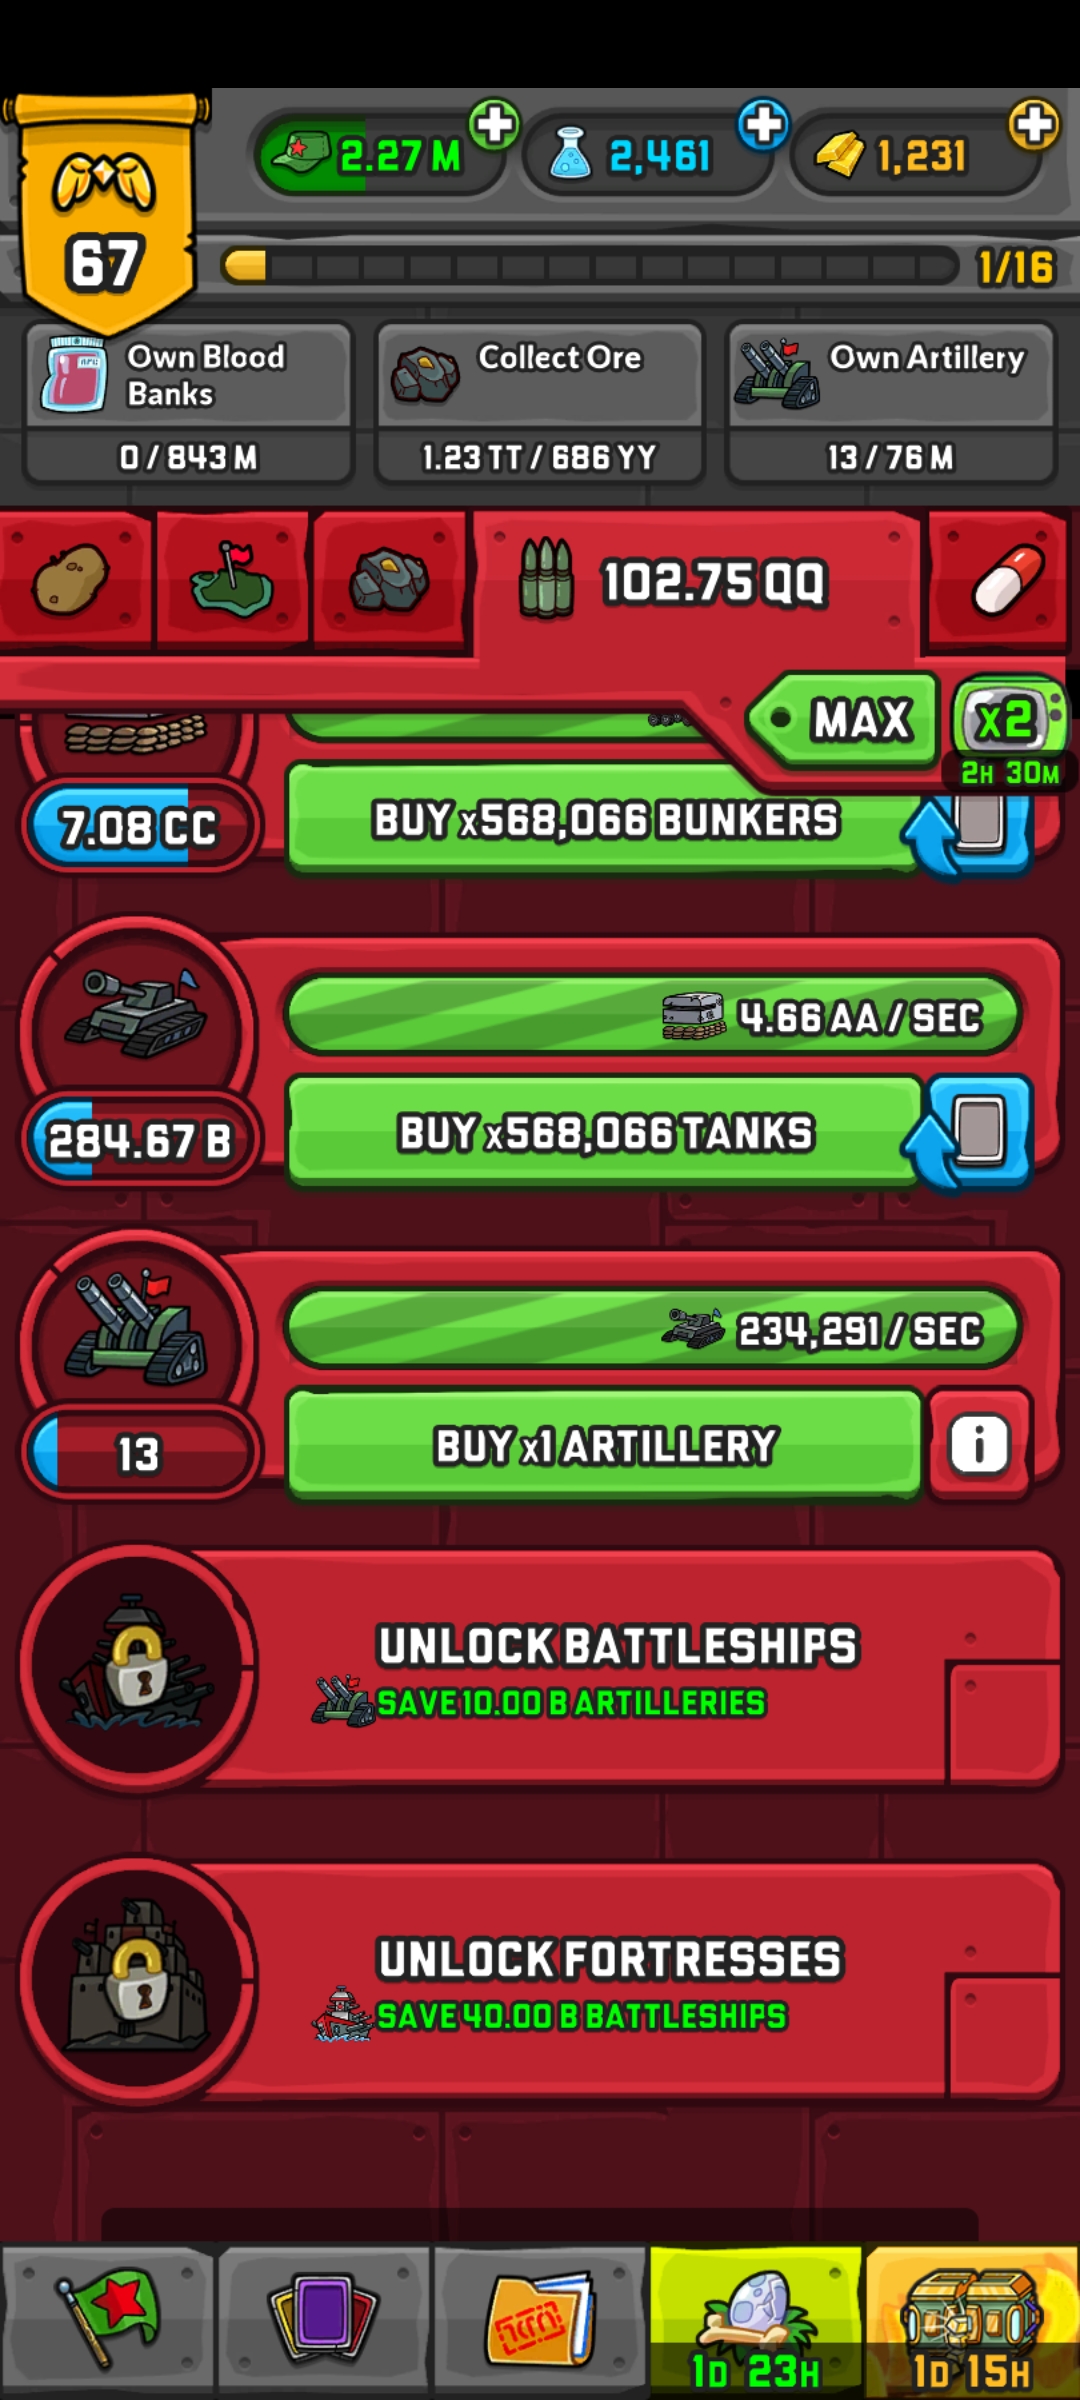 2.27 M
2,461
1,231
67
1/16
Own Blood
Banks
0 / 843 M
Collect Ore
1.23 TT / 686 YY
Own Artillery
13 / 76 M
102.75 QQ
MAX
x2
2H 30M
7.08 CC
BUY x568,066 BUNKERS
4.66 AA / SEC
284.67 B
BUY x568,066 TANKS
234,291 / SEC
13
BUY x1 ARTILLERY
i
UNLOCK BATTLESHIPS
SAVE 10.00 B ARTILLERIES
UNLOCK FORTRESSES
SAVE 40.00 B BATTLESHIPS
1D 23H
1D 15H